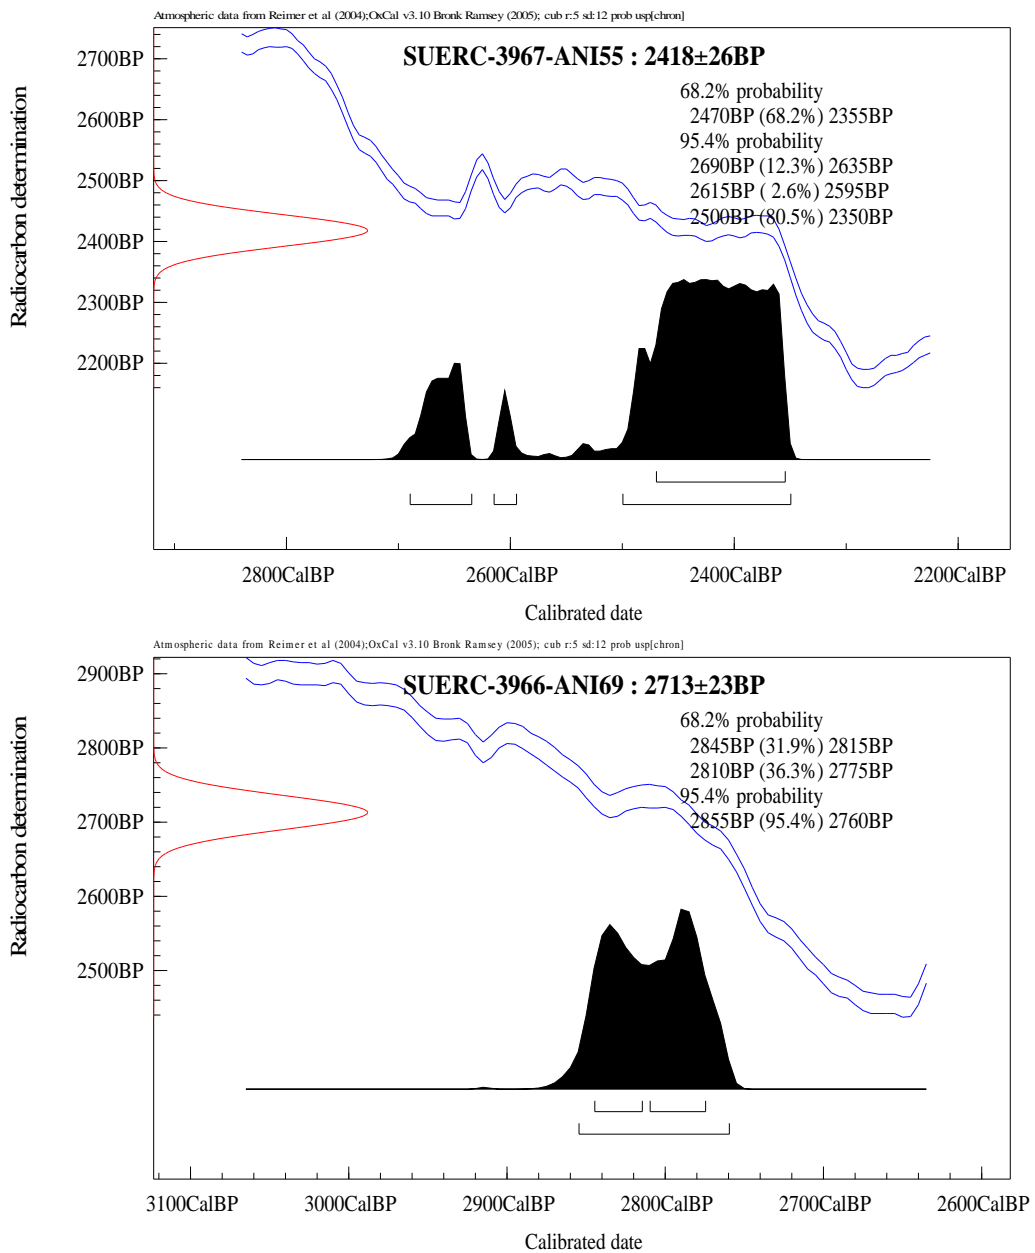 Atmospheric data from Reimer et al (2004);OxCal v3.10 Bronk Ramsey (2005); cub r:5 sd:12 prob usp[chron]
SUERC-3967-ANI55 : 2418±26BP
68.2% probability
2470BP (68.2%) 2355BP
95.4% probability
2690BP (12.3%) 2635BP
2615BP ( 2.6%) 2595BP
2500BP (80.5%) 2350BP
Radiocarbon determination
2700BP
2600BP
2500BP
2400BP
2300BP
2200BP
2800CalBP 2600CalBP 2400CalBP 2200CalBP
Calibrated date
Atmospheric data from Reimer et al (2004);OxCal v3.10 Bronk Ramsey (2005); cub r:5 sd:12 prob usp[chron]
SUERC-3966-ANI69 : 2713±23BP
68.2% probability
2845BP (31.9%) 2815BP
2810BP (36.3%) 2775BP
95.4% probability
2855BP (95.4%) 2760BP
Radiocarbon determination
2900BP
2800BP
2700BP
2600BP
2500BP
3100CalBP 3000CalBP 2900CalBP 2800CalBP 2700CalBP 2600CalBP
Calibrated date